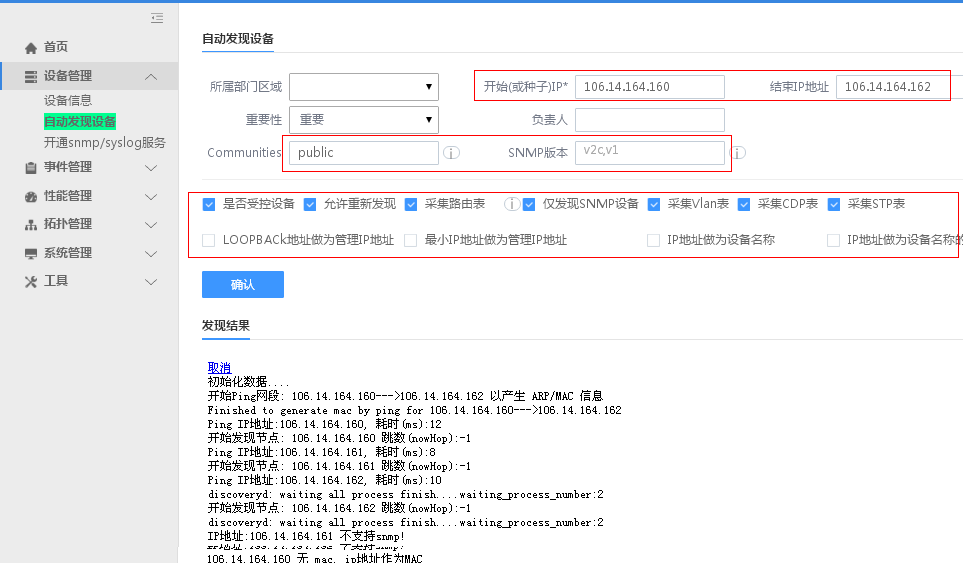 首页
设备管理
设备信息
自动发现设备
开通snmp/syslog服务
事件管理
性能管理
拓扑管理
系统管理
工具
自动发现设备
所属部门区域 开始(或种子)IP* 106.14.164.160 结束IP地址 106.14.164.162
重要性 重要 负责人
Communities public SNMP版本 v2c,v1
是否受控设备 允许重新发现 采集路由表 仅发现SNMP设备 采集Vlan表 采集CDP表 采集STP表
LOOPBACk地址做为管理IP地址 最小IP地址做为管理IP地址 IP地址做为设备名称 IP地址做为设备名称的
确认
发现结果
取消
初始化数据....
开始Ping网段: 106.14.164.160--->106.14.164.162 以产生 ARP/MAC 信息
Finished to generate mac by ping for 106.14.164.160--->106.14.164.162
Ping IP地址:106.14.164.160, 耗时(ms):12
开始发现节点: 106.14.164.160 跳数(nowHop):-1
Ping IP地址:106.14.164.161, 耗时(ms):8
开始发现节点: 106.14.164.161 跳数(nowHop):-1
Ping IP地址:106.14.164.162, 耗时(ms):10
discoveryd: waiting all process finish....waiting_process_number:2
开始发现节点: 106.14.164.162 跳数(nowHop):-1
discoveryd: waiting all process finish....waiting_process_number:2
IP地址:106.14.164.161 不支持snmp!
106.14.164.160 无 mac, ip地址作为MAC